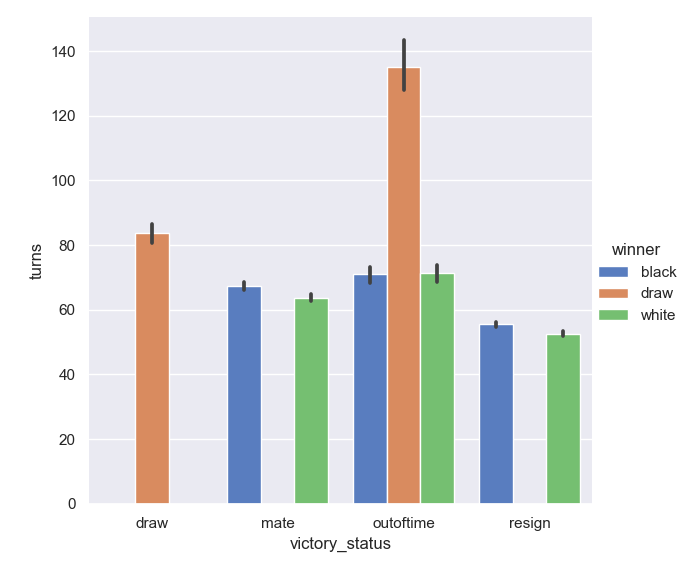 140
120
100
80
60
40
20
0
turns
draw
mate
outoftime
resign
victory_status
winner
black
draw
white